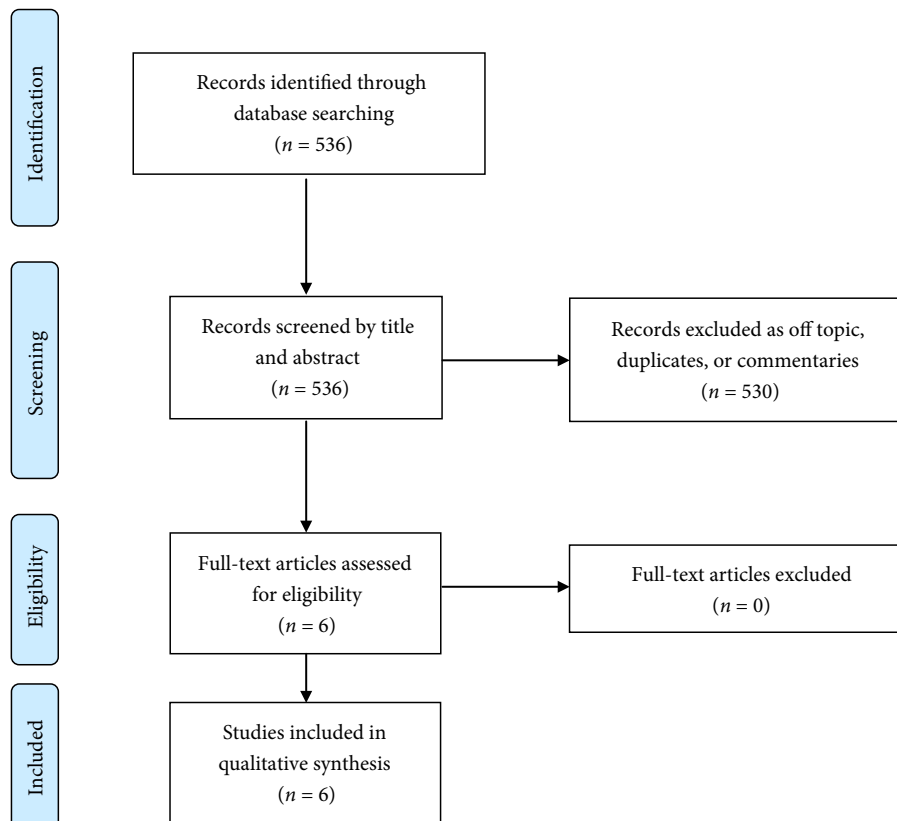 Identification
Records identified through
database searching
(n = 536)
Screening
Records screened by title
and abstract
(n = 536)
Records excluded as off topic,
duplicates, or commentaries
(n = 530)
Eligibility
Full-text articles assessed
for eligibility
(n = 6)
Full-text articles excluded
(n = 0)
Included
Studies included in
qualitative synthesis
(n = 6)